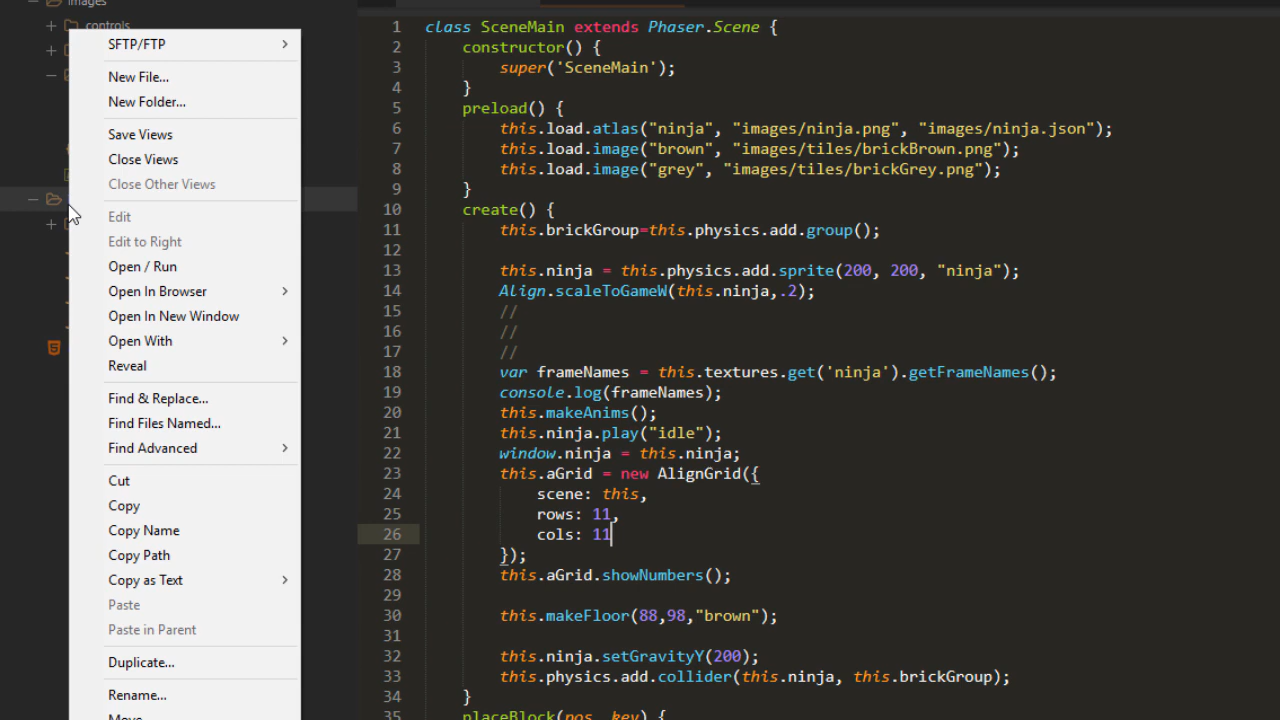 images
controls
SFTP/FTP
New File...
New Folder...
Save Views
Close Views
Close Other Views
Edit
Edit to Right
Open / Run
Open In Browser
Open In New Window
Open With
Reveal
Find & Replace...
Find Files Named...
Find Advanced
Cut
Copy
Copy Name
Copy Path
Copy as Text
Paste
Paste in Parent
Duplicate...
Rename...
Move
1 class SceneMain extends Phaser.Scene {
2 constructor() {
3 super('SceneMain');
4 }
5 preload() {
6 this.load.atlas("ninja", "images/ninja.png", "images/ninja.json");
7 this.load.image("brown", "images/tiles/brickBrown.png");
8 this.load.image("grey", "images/tiles/brickGrey.png");
9 }
10 create() {
11 this.brickGroup=this.physics.add.group();
12
13 this.ninja = this.physics.add.sprite(200, 200, "ninja");
14 Align.scaleToGameW(this.ninja,.2);
15 //
16 //
17 //
18 var frameNames = this.textures.get('ninja').getFrameNames();
19 console.log(frameNames);
20 this.makeAnims();
21 this.ninja.play("idle");
22 window.ninja = this.ninja;
23 this.aGrid = new AlignGrid({
24 scene: this,
25 rows: 11,
26 cols: 11
27 });
28 this.aGrid.showNumbers();
29
30 this.makeFloor(88,98,"brown");
31
32 this.ninja.setGravityY(200);
33 this.physics.add.collider(this.ninja, this.brickGroup);
34 }
35 placeBlock(pos, key) {